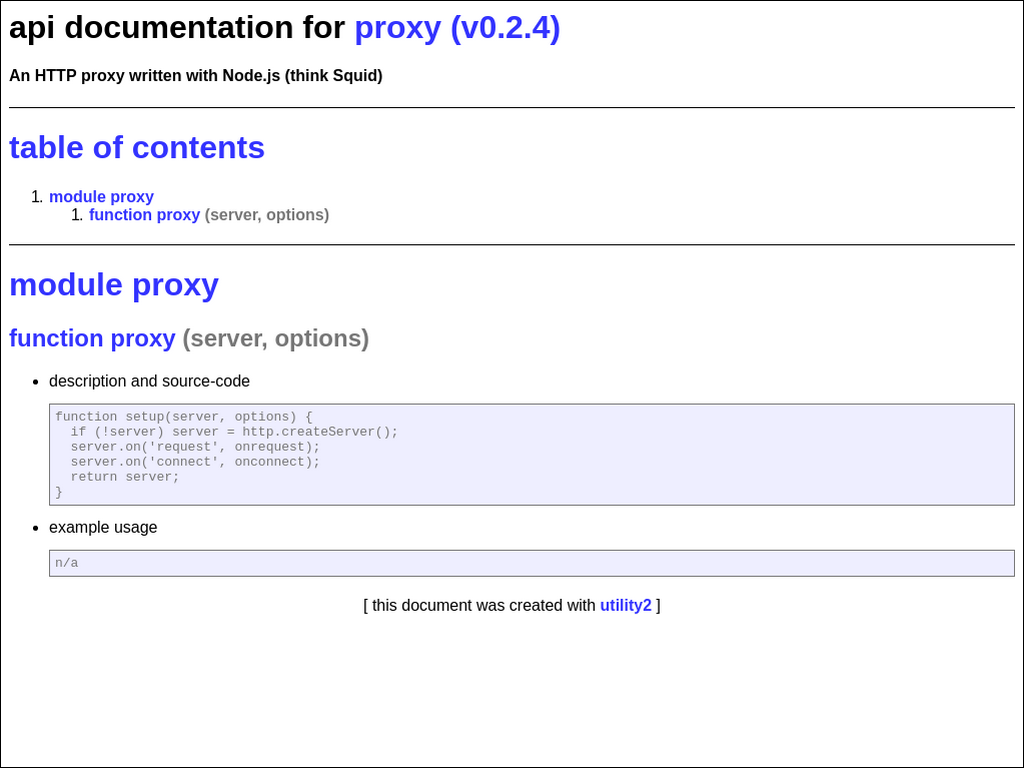 api documentation for proxy (v0.2.4)
An HTTP proxy written with Node.js (think Squid)
table of contents
1. module proxy
1. function proxy (server, options)
module proxy
function proxy (server, options)
• description and source-code
function setup(server, options) {
  if (!server) server = http.createServer();
  server.on('request', onrequest);
  server.on('connect', onconnect);
  return server;
}
• example usage
n/a
[ this document was created with utility2 ]